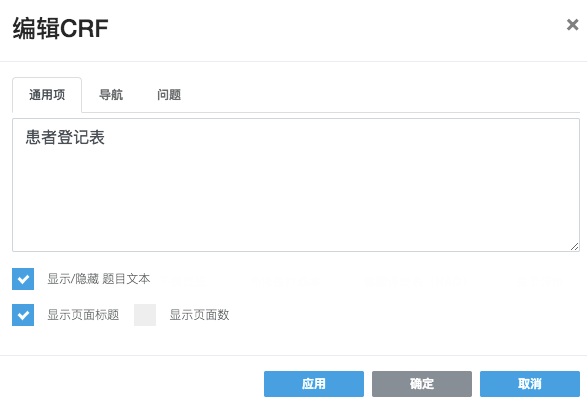 编辑CRF
通用项 导航 问题
患者登记表
显示/隐藏 题目文本
显示页面标题 显示页面数
应用 确定 取消